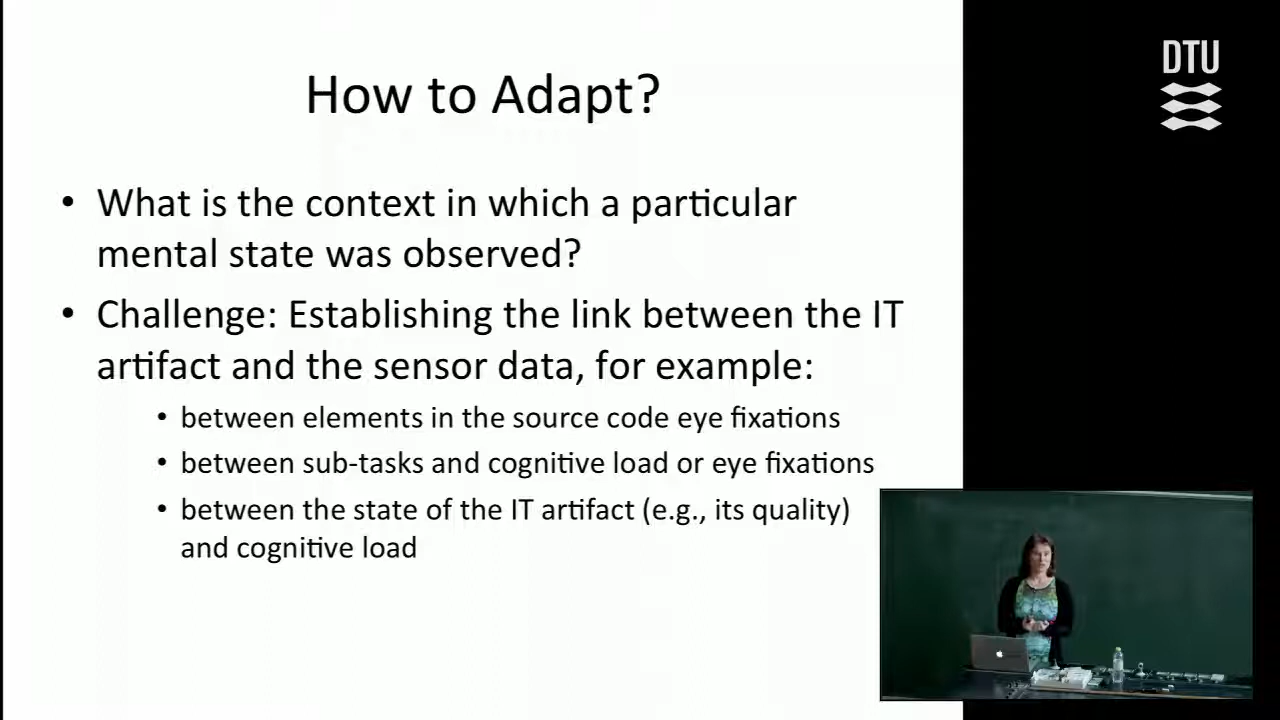 DTU
How to Adapt?
• What is the context in which a particular
mental state was observed?
• Challenge: Establishing the link between the IT
artifact and the sensor data, for example:
• between elements in the source code eye fixations
• between sub-tasks and cognitive load or eye fixations
• between the state of the IT artifact (e.g., its quality)
and cognitive load